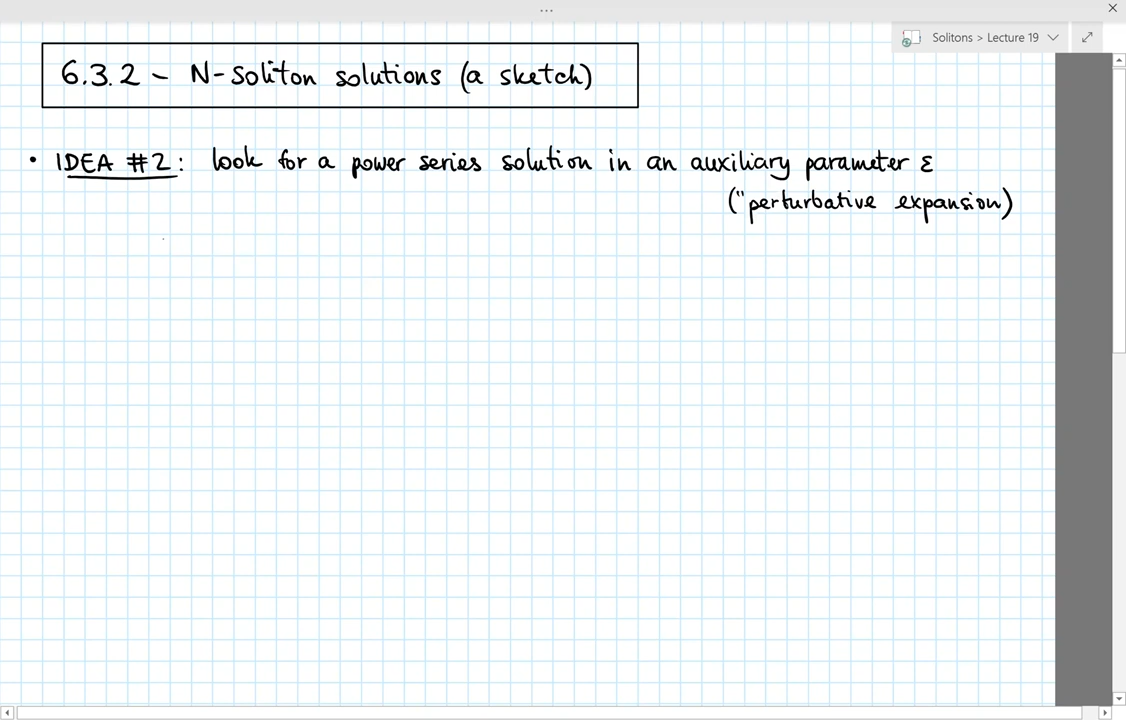 Solitons > Lecture 19
6.3.2 - N-soliton solutions (a sketch)
• IDEA #2: look for a power series solution in an auxiliary parameter ε
("perturbative expansion)